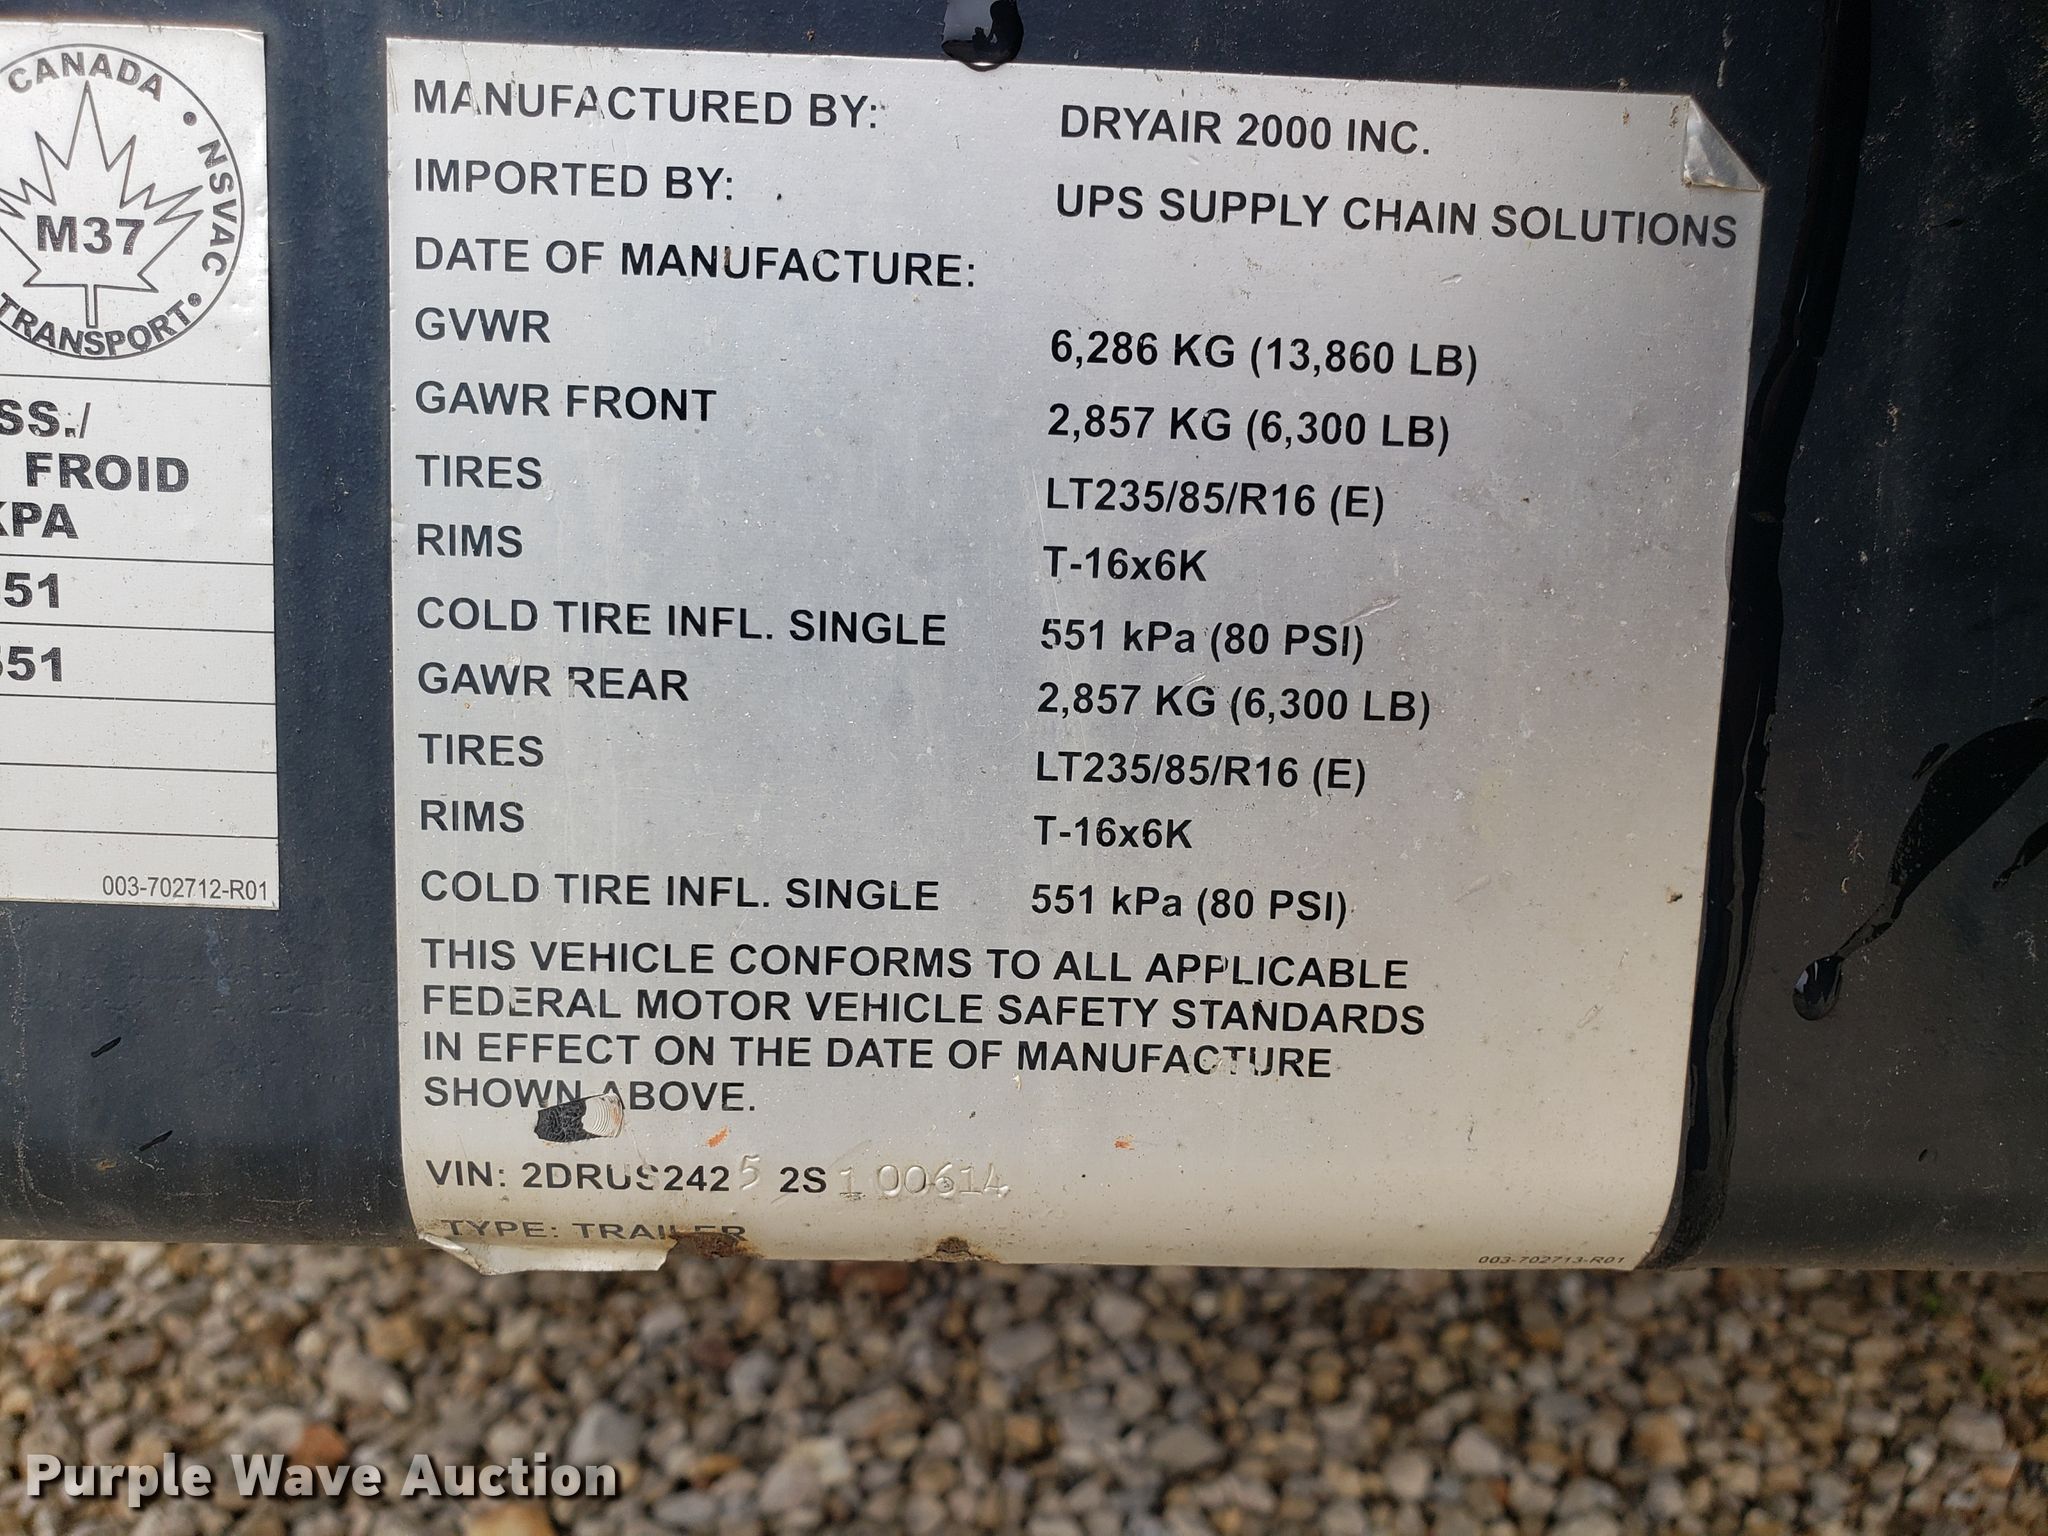 CANADA • NSVAC •
M37
TRANSPORT
SS./
FROID
KPA
551
551
003-702712-R01
MANUFACTURED BY: DRYAIR 2000 INC.
IMPORTED BY: UPS SUPPLY CHAIN SOLUTIONS
DATE OF MANUFACTURE:
GVWR 6,286 KG (13,860 LB)
GAWR FRONT 2,857 KG (6,300 LB)
TIRES LT235/85/R16 (E)
RIMS T-16x6K
COLD TIRE INFL. SINGLE 551 kPa (80 PSI)
GAWR REAR 2,857 KG (6,300 LB)
TIRES LT235/85/R16 (E)
RIMS T-16x6K
COLD TIRE INFL. SINGLE 551 kPa (80 PSI)
THIS VEHICLE CONFORMS TO ALL APPLICABLE
FEDERAL MOTOR VEHICLE SAFETY STANDARDS
IN EFFECT ON THE DATE OF MANUFACTURE
SHOWN ABOVE.
VIN: 2DRUS242 5 2S 1 00614
TYPE: TRAILER
003-702713-R01
Purple Wave Auction